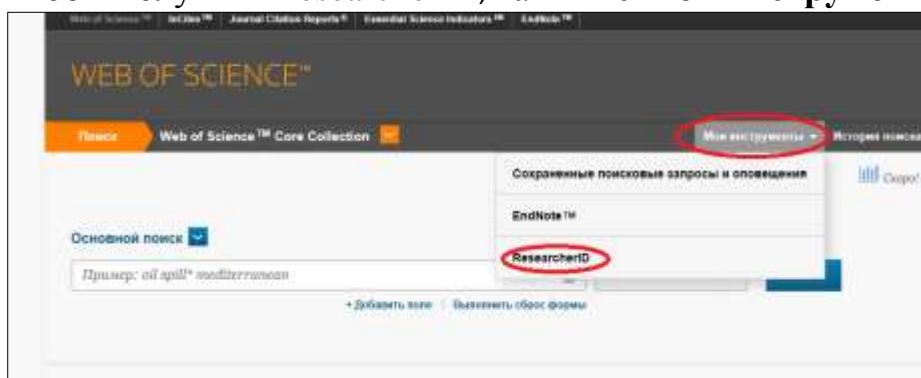 Web of Science™ InCites™ Journal Citation Reports® Essential Science Indicators℠ EndNote™
WEB OF SCIENCE™
Поиск Web of Science™ Core Collection Мои инструменты История поиска
Сохраненные поисковые запросы и оповещения
Скоро!
EndNote™
Основной поиск
ResearcherID
Пример: oil spill* mediterranean
+ Добавить поле Выполнить сброс формы